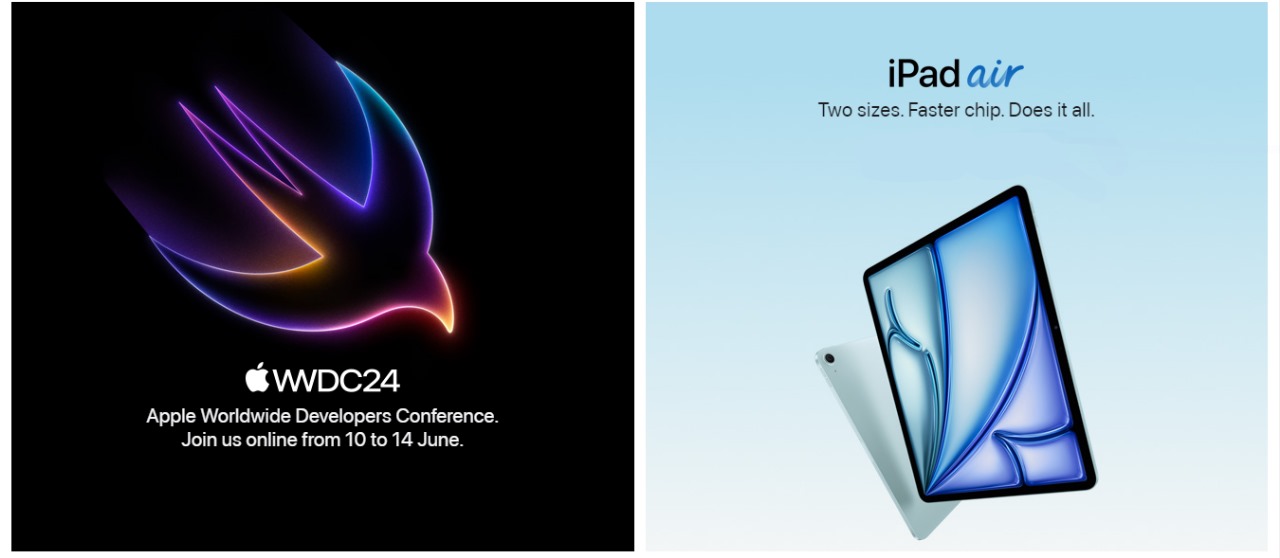 WWDC24
Apple Worldwide Developers Conference.
Join us online from 10 to 14 June.
iPad air
Two sizes. Faster chip. Does it all.